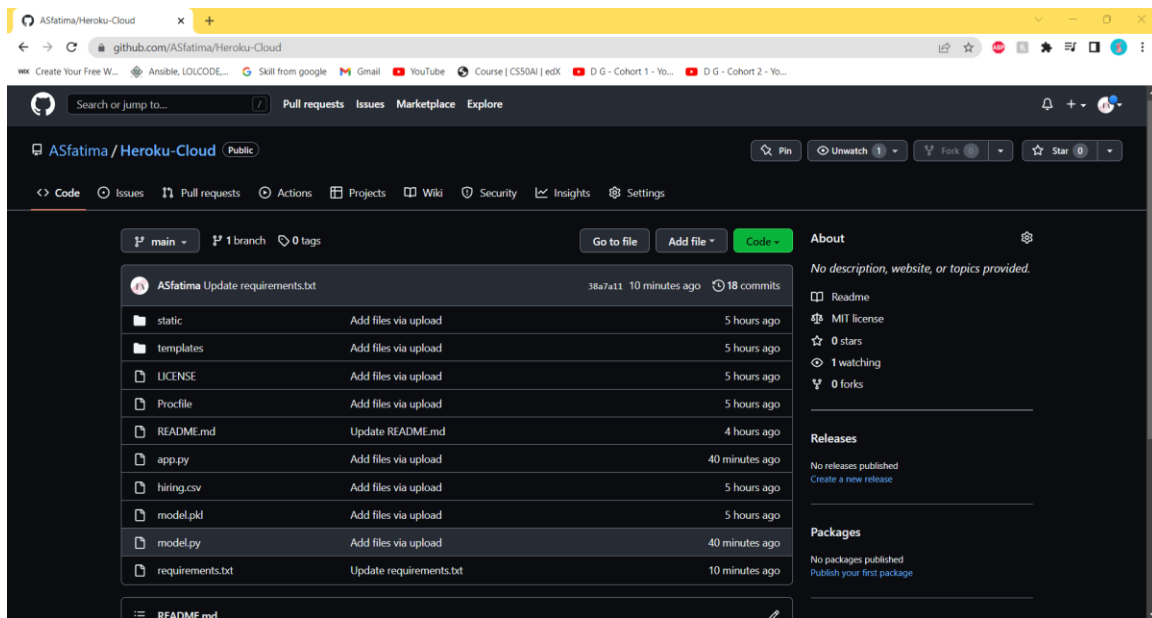 ASfatima/Heroku-Cloud
github.com/ASfatima/Heroku-Cloud
WIX Create Your Free W... Ansible, LOLCODE,... G Skill from google Gmail YouTube Course | CS50AI | edX D G - Cohort 1 - Yo... D G - Cohort 2 - Yo...
Search or jump to... / Pull requests Issues Marketplace Explore
ASfatima / Heroku-Cloud Public Pin Unwatch 1 Fork 0 Star 0
<> Code Issues Pull requests Actions Projects Wiki Security Insights Settings
main 1 branch 0 tags Go to file Add file Code
ASfatima Update requirements.txt 38a7a11 10 minutes ago 18 commits
static Add files via upload 5 hours ago
templates Add files via upload 5 hours ago
LICENSE Add files via upload 5 hours ago
Procfile Add files via upload 5 hours ago
README.md Update README.md 4 hours ago
app.py Add files via upload 40 minutes ago
hiring.csv Add files via upload 5 hours ago
model.pkl Add files via upload 5 hours ago
model.py Add files via upload 40 minutes ago
requirements.txt Update requirements.txt 10 minutes ago
README.md
About
No description, website, or topics provided.
Readme
MIT license
0 stars
1 watching
0 forks
Releases
No releases published
Create a new release
Packages
No packages published
Publish your first package